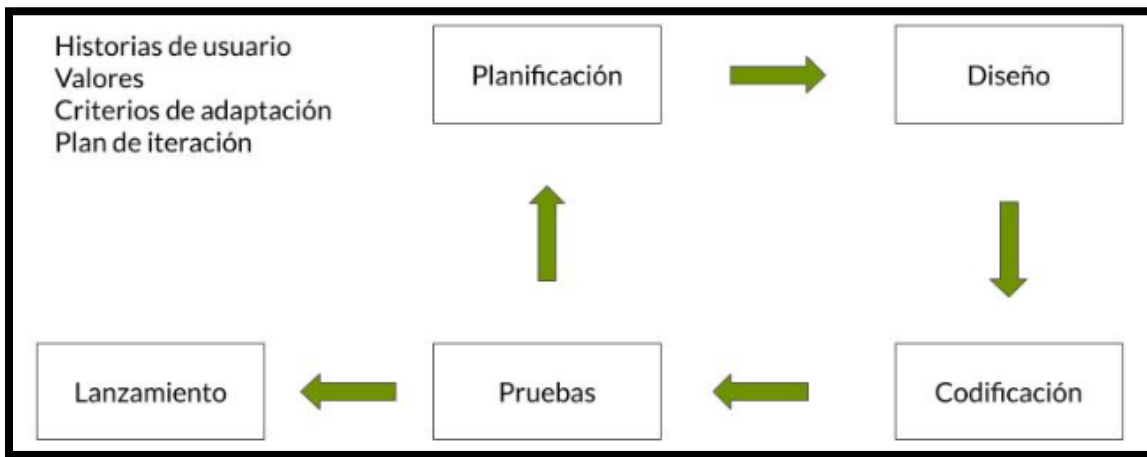 Historias de usuario
Valores
Criterios de adaptación
Plan de iteración
Planificación
Diseño
Lanzamiento
Pruebas
Codificación